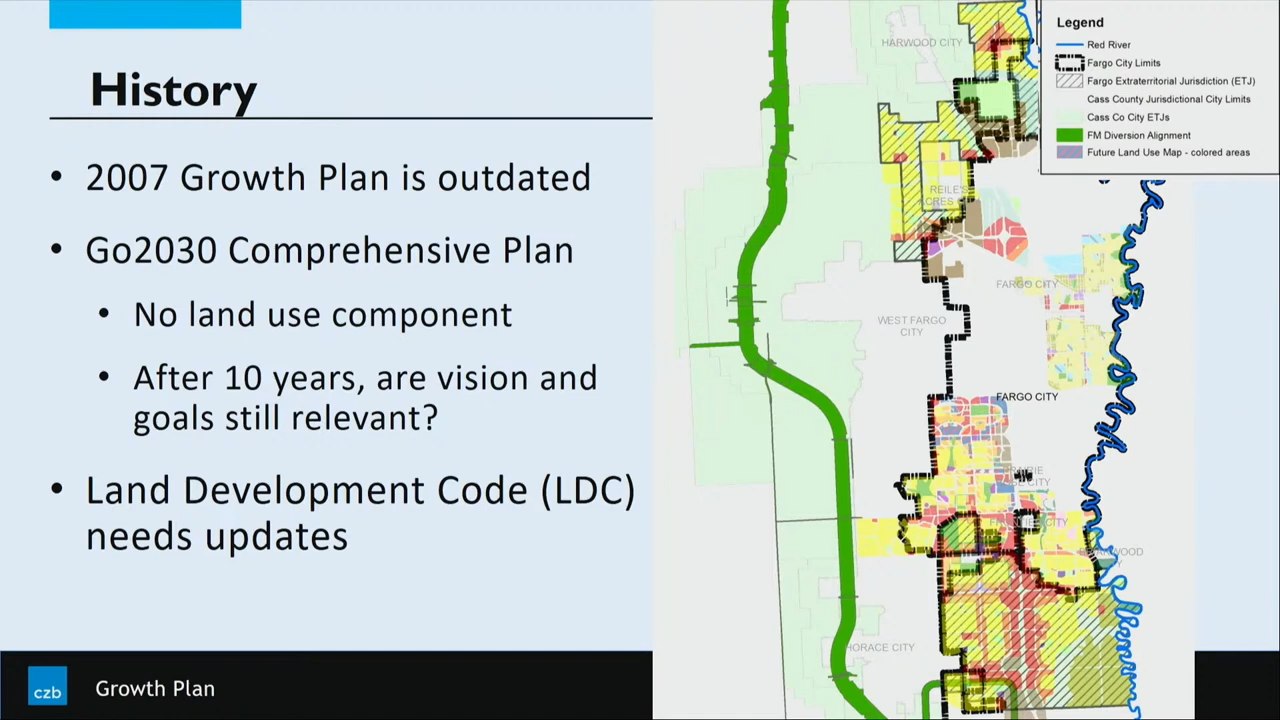 History
• 2007 Growth Plan is outdated
• Go2030 Comprehensive Plan
• No land use component
• After 10 years, are vision and
goals still relevant?
• Land Development Code (LDC)
needs updates
czb
Growth Plan
Legend
Red River
Fargo City Limits
Fargo Extraterritorial Jurisdiction (ETJ)
Cass County Jurisdictional City Limits
Cass Co City ETJs
FM Diversion Alignment
Future Land Use Map - colored areas
HARWOOD CITY
REILE'S
FARGO CITY
WEST FARGO
CITY
FARGO CITY
CITY
CITY
HORACE CITY